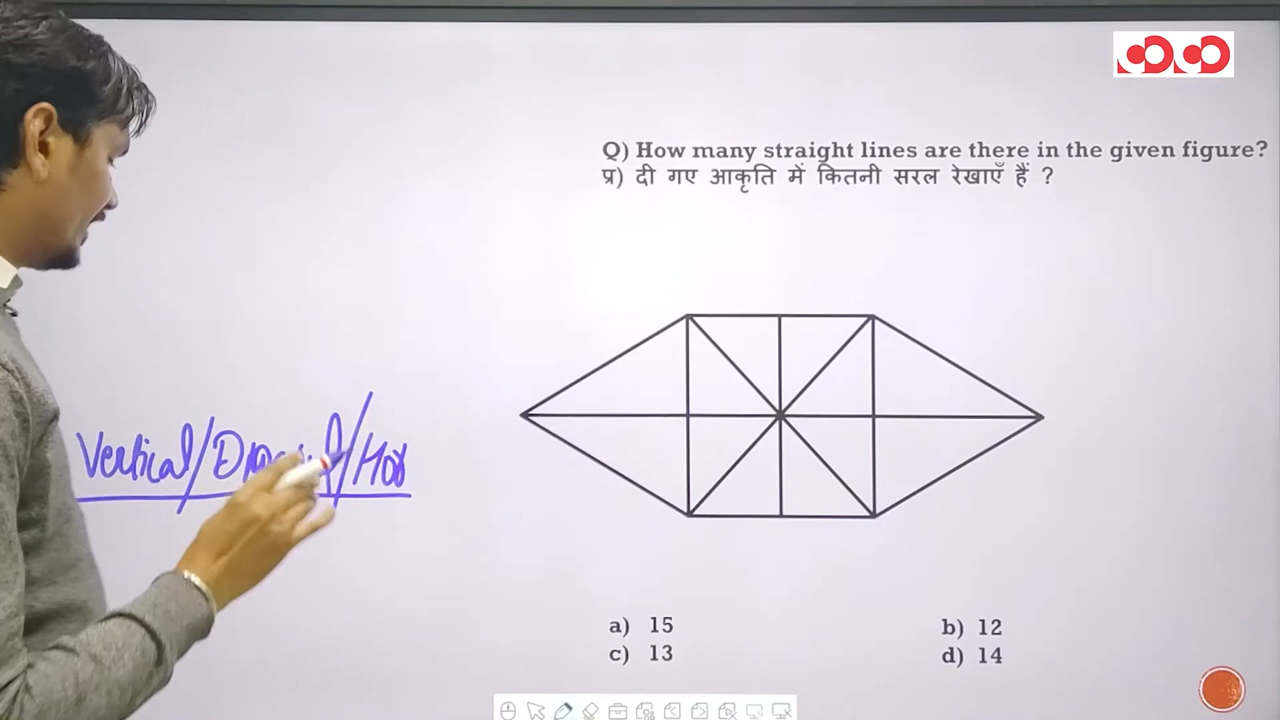 Q) How many straight lines are there in the given figure?
प्र) दी गए आकृति में कितनी सरल रेखाएँ हैं ?
Vertical/ /Hor
a) 15
b) 12
c) 13
d) 14